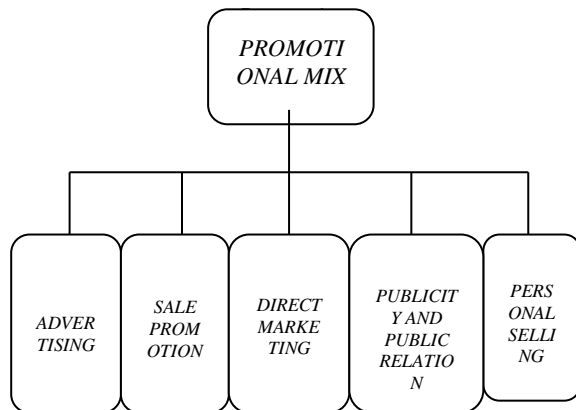 PROMOTI
ONAL MIX
ADVER
TISING
SALE
PROM
OTION
DIRECT
MARKE
TING
PUBLICIT
Y AND
PUBLIC
RELATIO
N
PERS
ONAL
SELLI
NG